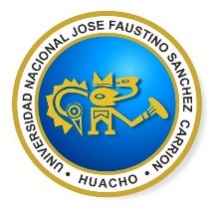 UNIVERSIDAD NACIONAL JOSE FAUSTINO SANCHEZ CARRION
• HUACHO •